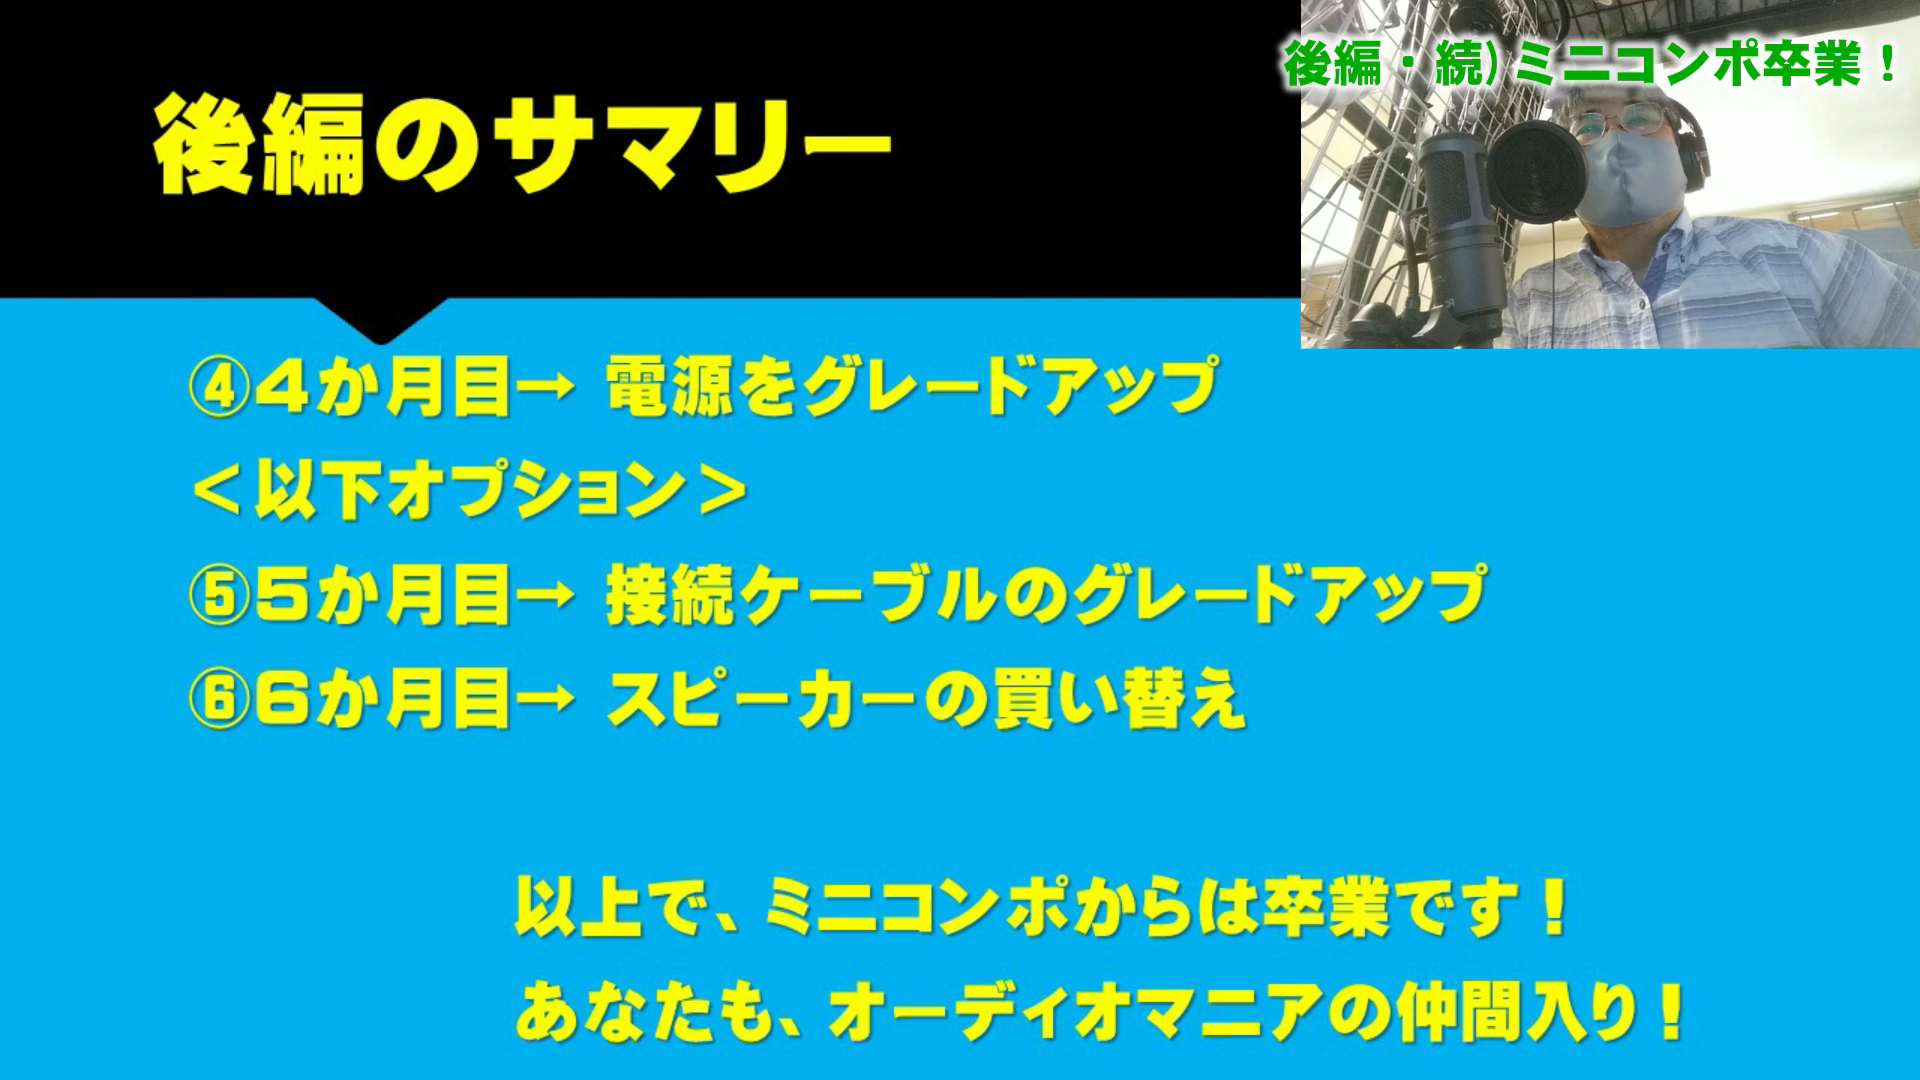 後編・続)ミニコンポ卒業！
後編のサマリー
④４か月目→ 電源をグレードアップ
＜以下オプション＞
⑤５か月目→ 接続ケーブルのグレードアップ
⑥６か月目→ スピーカーの買い替え
以上で、ミニコンポからは卒業です！
あなたも、オーディオマニアの仲間入り！